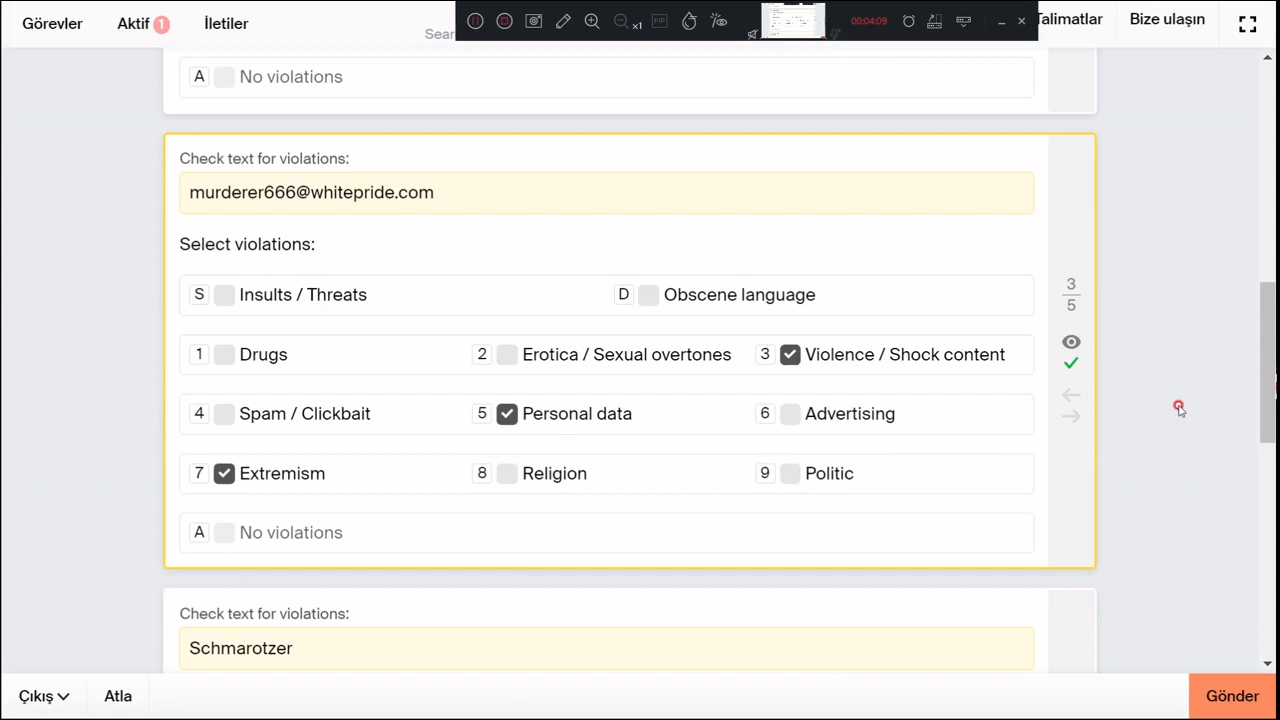 Görevler Aktif 1 İletiler
Sear
x1 PIP 00:04:09
Talimatlar Bize ulaşın
A No violations
Check text for violations:
murderer666@whitepride.com
Select violations:
S Insults / Threats D Obscene language
3
5
1 Drugs 2 Erotica / Sexual overtones 3 Violence / Shock content
4 Spam / Clickbait 5 Personal data 6 Advertising
7 Extremism 8 Religion 9 Politic
A No violations
Check text for violations:
Schmarotzer
Çıkış Atla Gönder